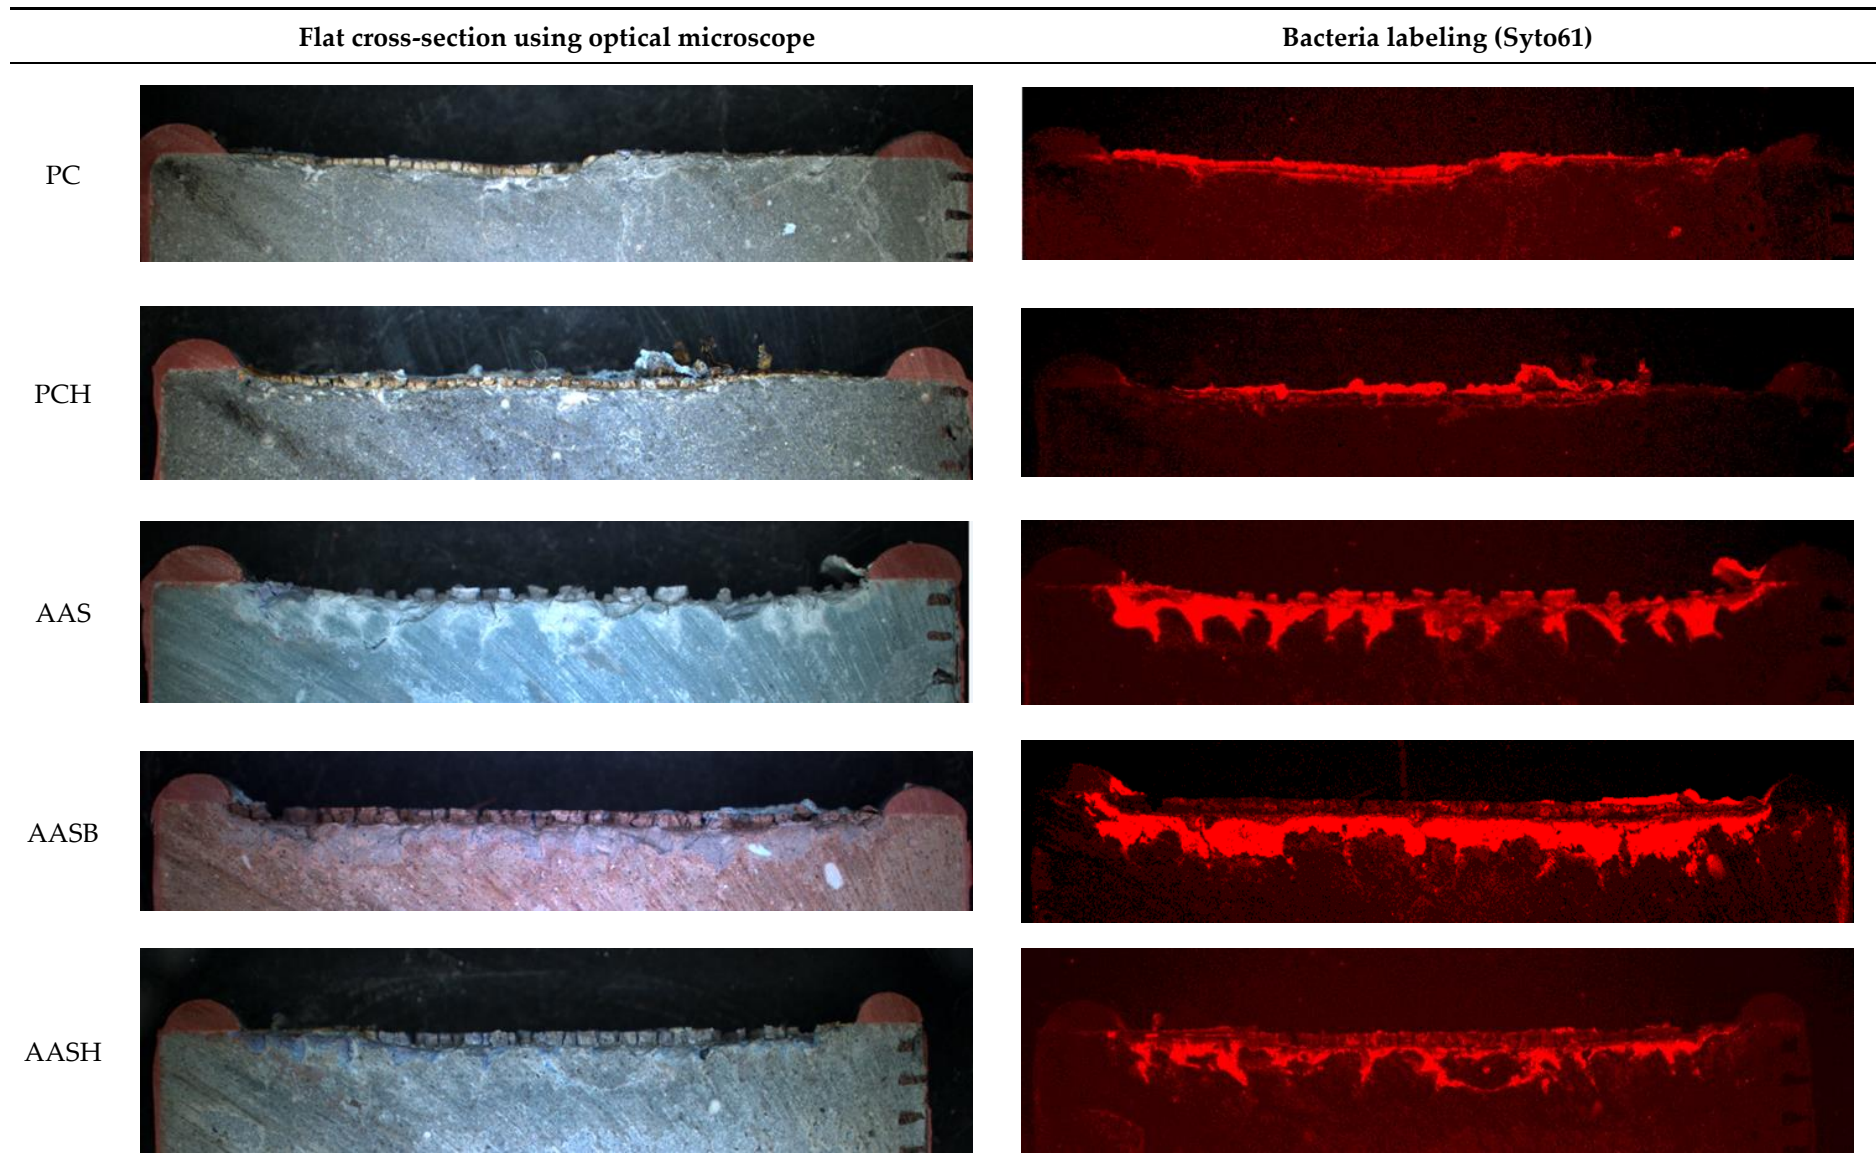 Flat cross-section using optical microscope Bacteria labeling (Syto61)
PC
PCH
AAS
AASB
AASH